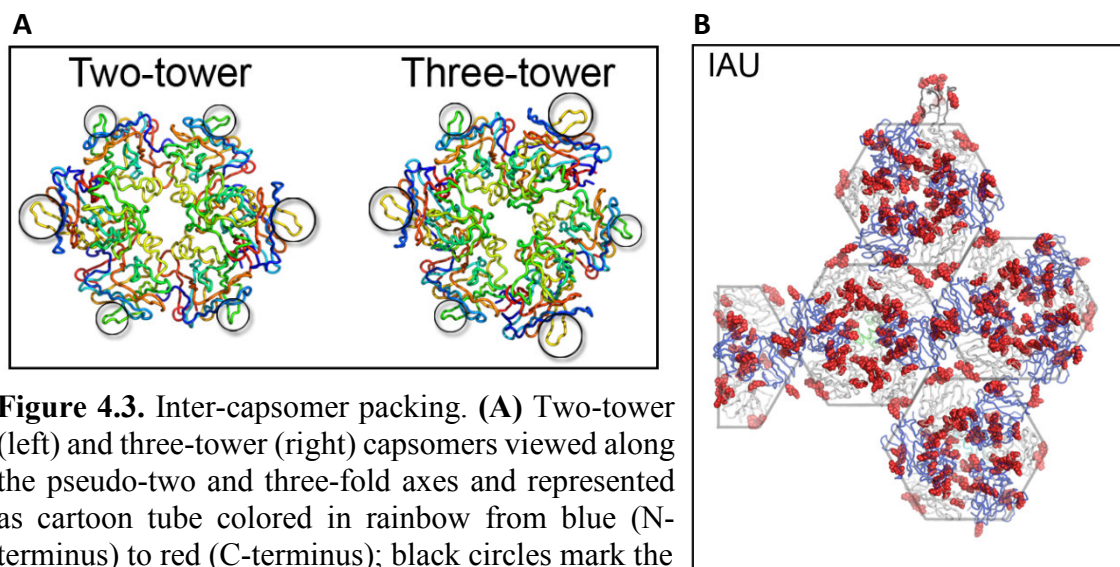 A
B
Two-tower
Three-tower
IAU
Figure 4.3. Inter-capsomer packing. (A) Two-tower
(left) and three-tower (right) capsomers viewed along
the pseudo-two and three-fold axes and represented
as cartoon tube colored in rainbow from blue (N-
terminus) to red (C-terminus); black circles mark the